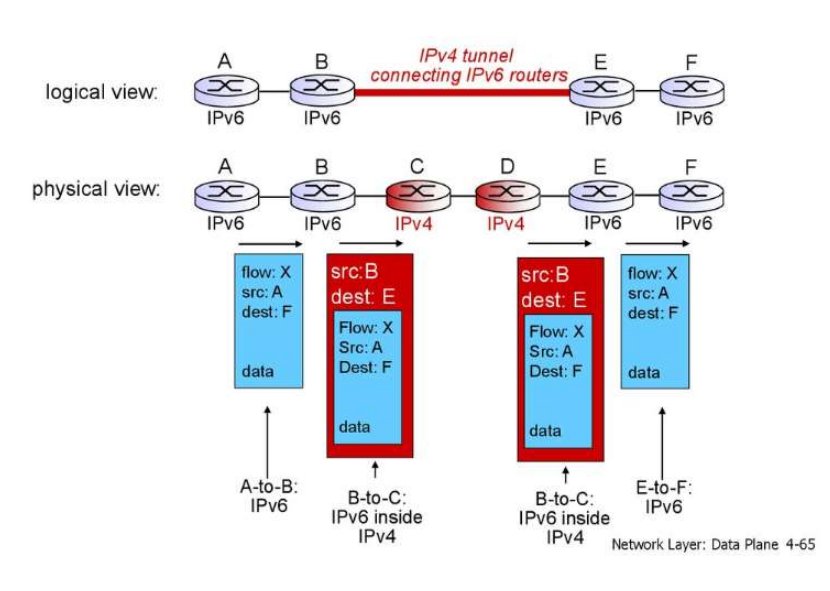 IPv4 tunnel
connecting IPv6 routers
A
B
E
F
logical view:
IPv6
IPv6
IPv6
IPv6
A
B
C
D
E
F
physical view:
IPv6
IPv6
IPv4
IPv4
IPv6
IPv6
flow: X
src: A
dest: F
data
src:B
dest: E
Flow: X
Src: A
Dest: F
data
src:B
dest: E
Flow: X
Src: A
Dest: F
data
flow: X
src: A
dest: F
data
A-to-B:
IPv6
B-to-C:
IPv6 inside
IPv4
B-to-C:
IPv6 inside
IPv4
E-to-F:
IPv6
Network Layer: Data Plane 4-65